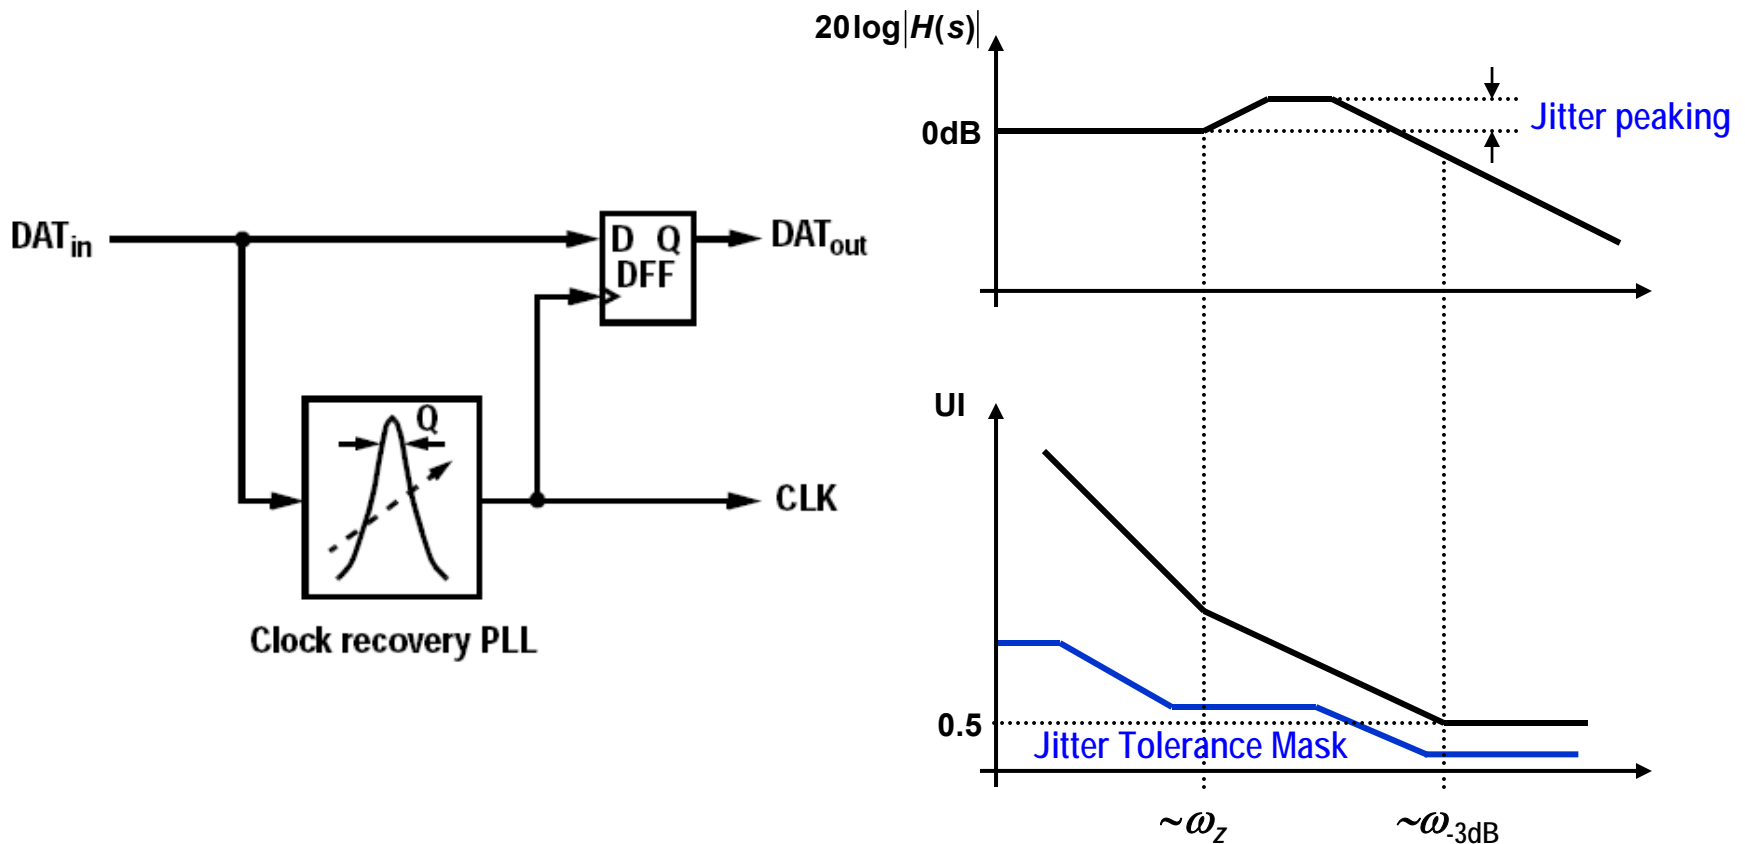 DATin
D Q
DFF
DATout
Q
CLK
Clock recovery PLL
20log|H(s)|
0dB
Jitter peaking
UI
0.5
Jitter Tolerance Mask
~ωz
~ω-3dB